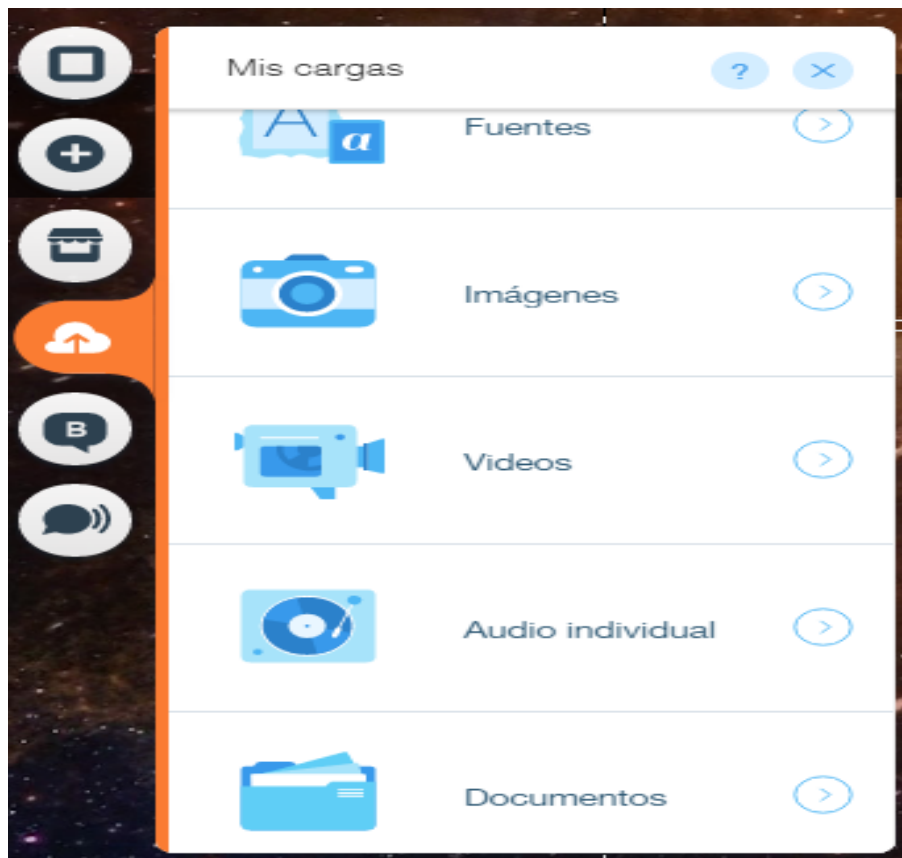 Mis cargas
?
A
a
Fuentes
Imágenes
Videos
B
Audio individual
Documentos